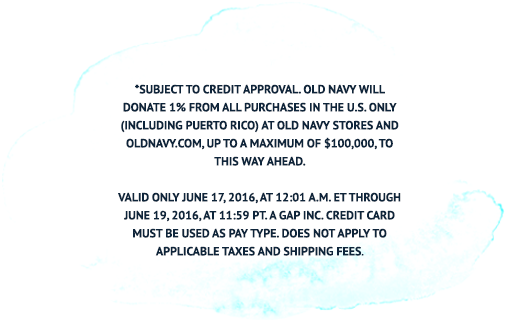 *SUBJECT TO CREDIT APPROVAL. OLD NAVY WILL
DONATE 1% FROM ALL PURCHASES IN THE U.S. ONLY
(INCLUDING PUERTO RICO) AT OLD NAVY STORES AND
OLDNAVY.COM, UP TO A MAXIMUM OF $100,000, TO
THIS WAY AHEAD.
VALID ONLY JUNE 17, 2016, AT 12:01 A.M. ET THROUGH
JUNE 19, 2016, AT 11:59 PT. A GAP INC. CREDIT CARD
MUST BE USED AS PAY TYPE. DOES NOT APPLY TO
APPLICABLE TAXES AND SHIPPING FEES.